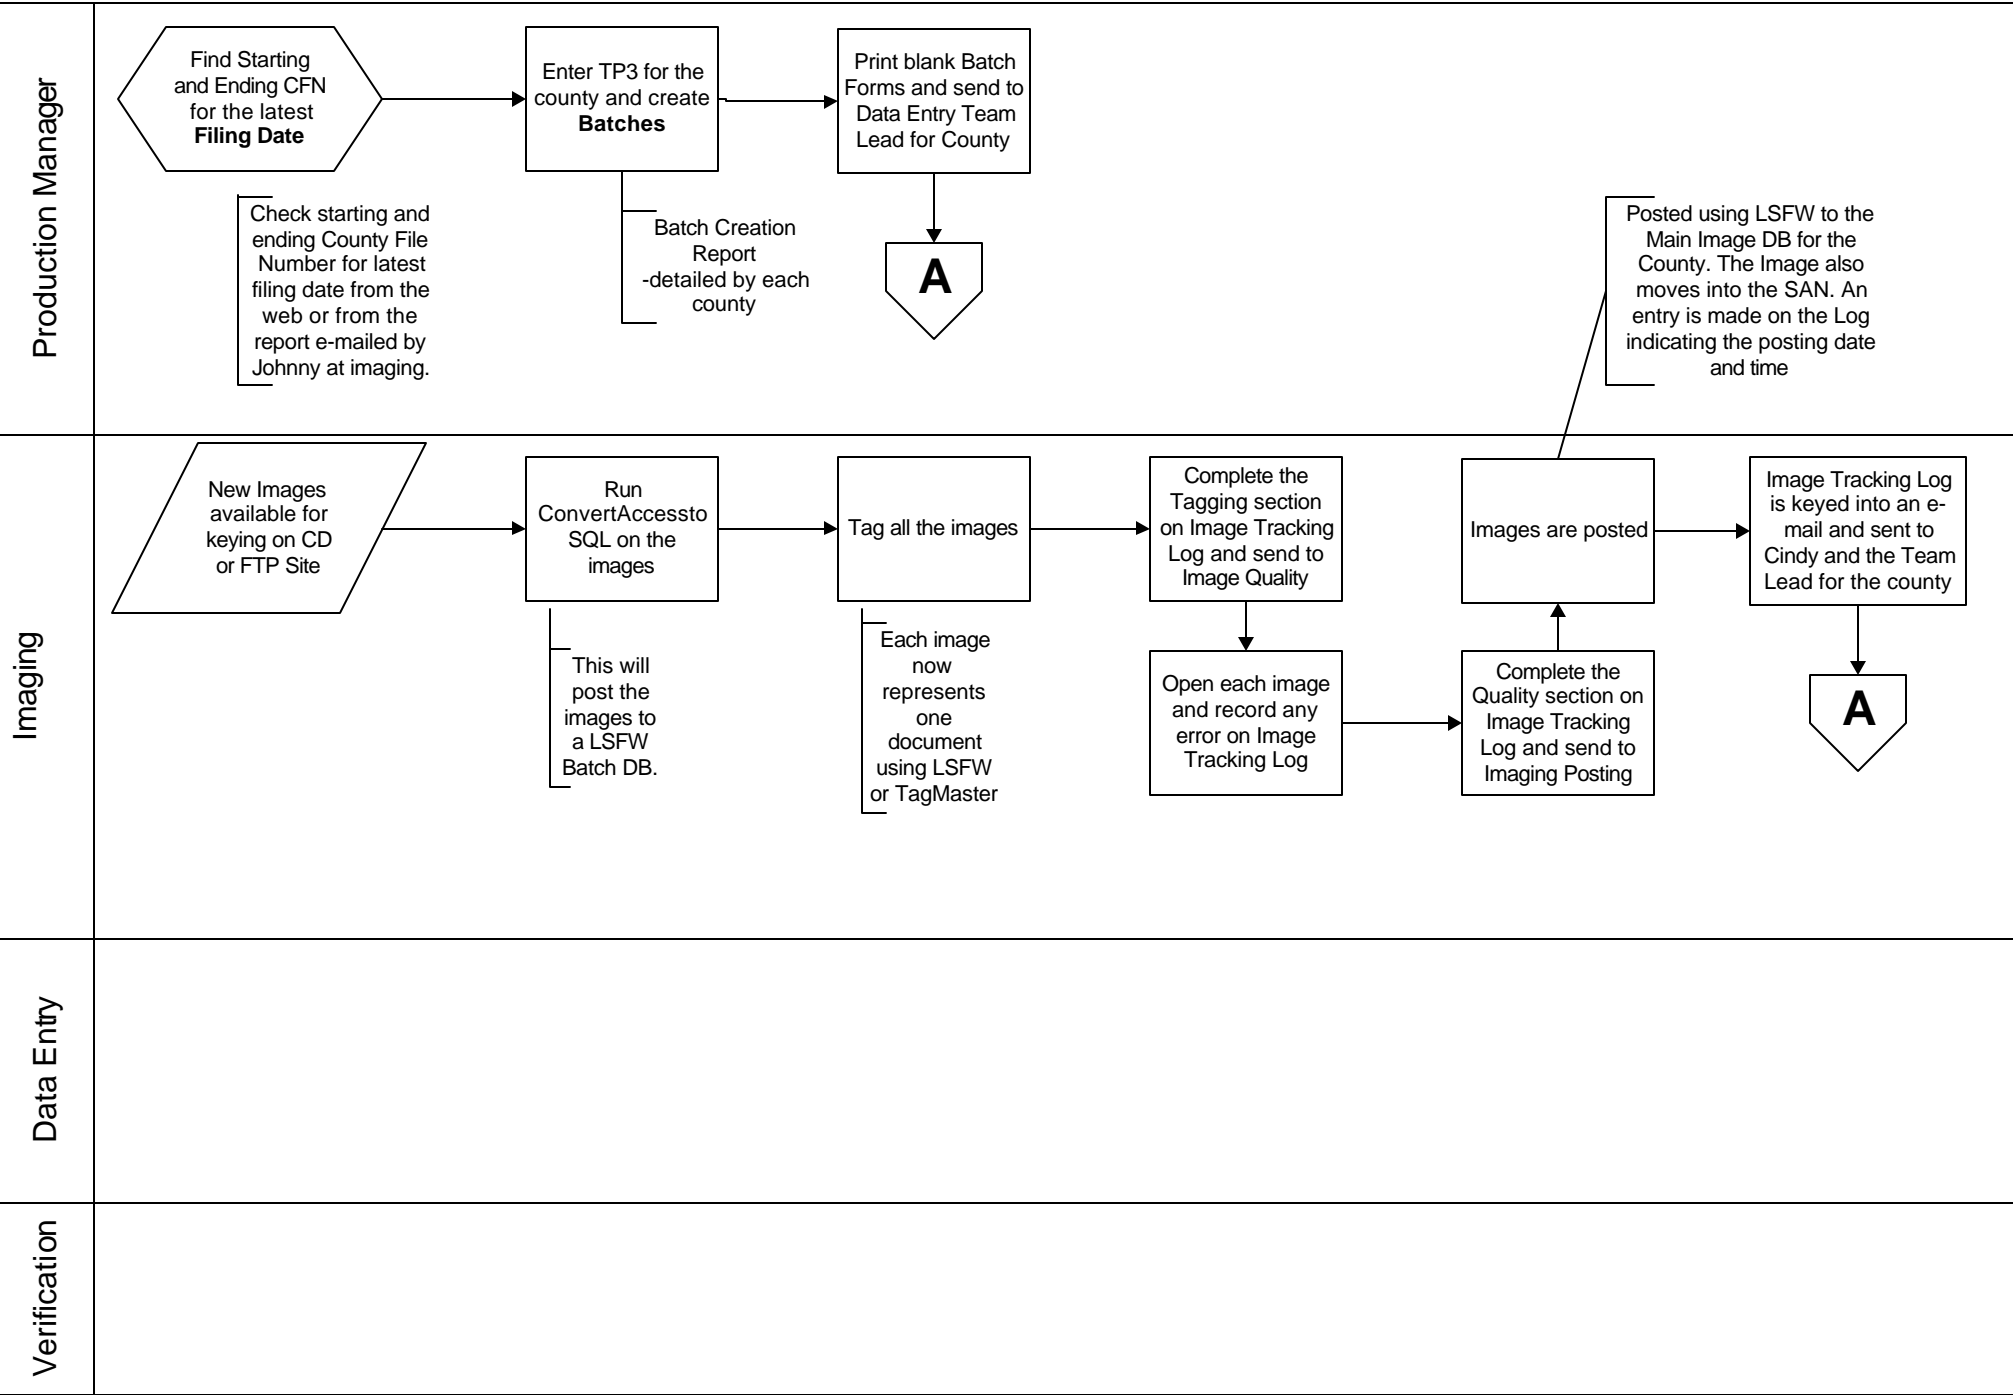 Production Manager
Find Starting
and Ending CFN
for the latest
Filing Date
Enter TP3 for the
county and create
Batches
Print blank Batch
Forms and send to
Data Entry Team
Lead for County
Check starting and
ending County File
Number for latest
filing date from the
web or from the
report e-mailed by
Johnny at imaging.
Batch Creation
Report
-detailed by each
county
A
Posted using LSFW to the
Main Image DB for the
County. The Image also
moves into the SAN. An
entry is made on the Log
indicating the posting date
and time
Imaging
New Images
available for
keying on CD
or FTP Site
Run
ConvertAccessto
SQL on the
images
Tag all the images
Complete the
Tagging section
on Image Tracking
Log and send to
Image Quality
Images are posted
Image Tracking Log
is keyed into an e-
mail and sent to
Cindy and the Team
Lead for the county
This will
post the
images to
a LSFW
Batch DB.
Each image
now
represents
one
document
using LSFW
or TagMaster
Open each image
and record any
error on Image
Tracking Log
Complete the
Quality section on
Image Tracking
Log and send to
Imaging Posting
A
Data Entry
Verification